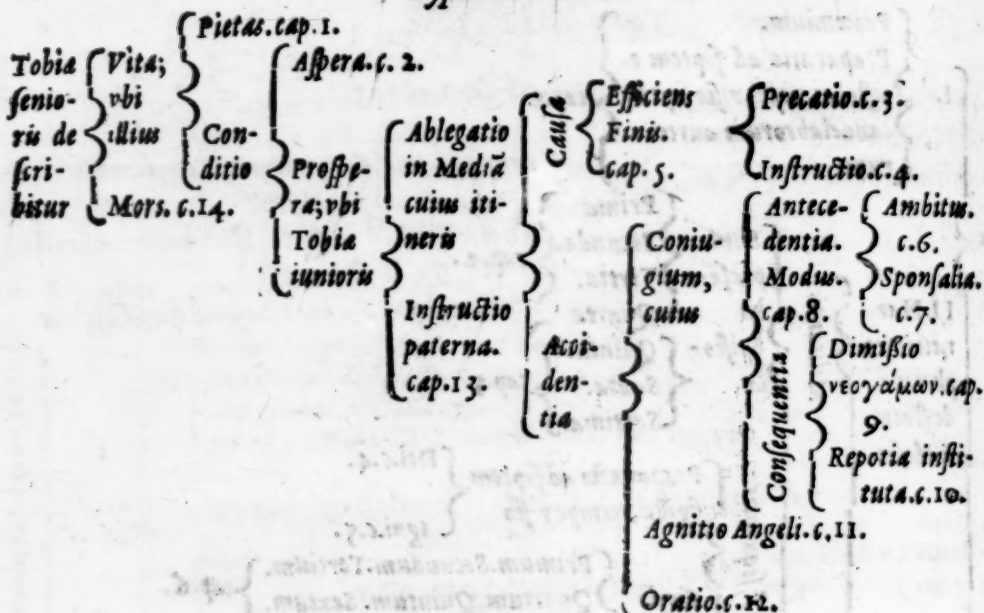 Tobiæ
ſenio-
ris de
ſcri-
bitur
Vita;
vbi
illius
Mors. c.14.
Pietas. cap.1.
Con-
ditio
Aſpera. c. 2.
Proſpe-
ra; vbi
Tobiæ
iunioris
Ablegatio
in Mediã
cuius iti-
neris
Inſtructio
paterna.
cap.13.
Cauſa
Efficiens
Finis.
cap. 5.
Precatio. c.3.
Inſtructio. c.4.
Acoi-
den-
tia
Coniu-
gium,
cuius
Antece-
dentia.
Modus.
cap. 8.
Ambitus.
c.6.
Sponſalia.
c.7.
Conſequentia
Dimißio
νεογάμων. cap.
9.
Repotia inſti-
tuta. c.10.
Agnitio Angeli. c.11.
Oratio. c.12.